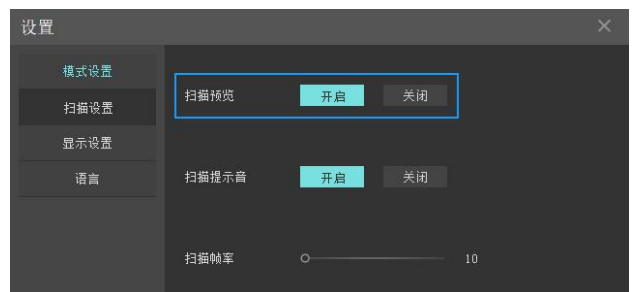 设置
模式设置
扫描设置
显示设置
语言
扫描预览 开启 关闭
扫描提示音 开启 关闭
扫描帧率 10